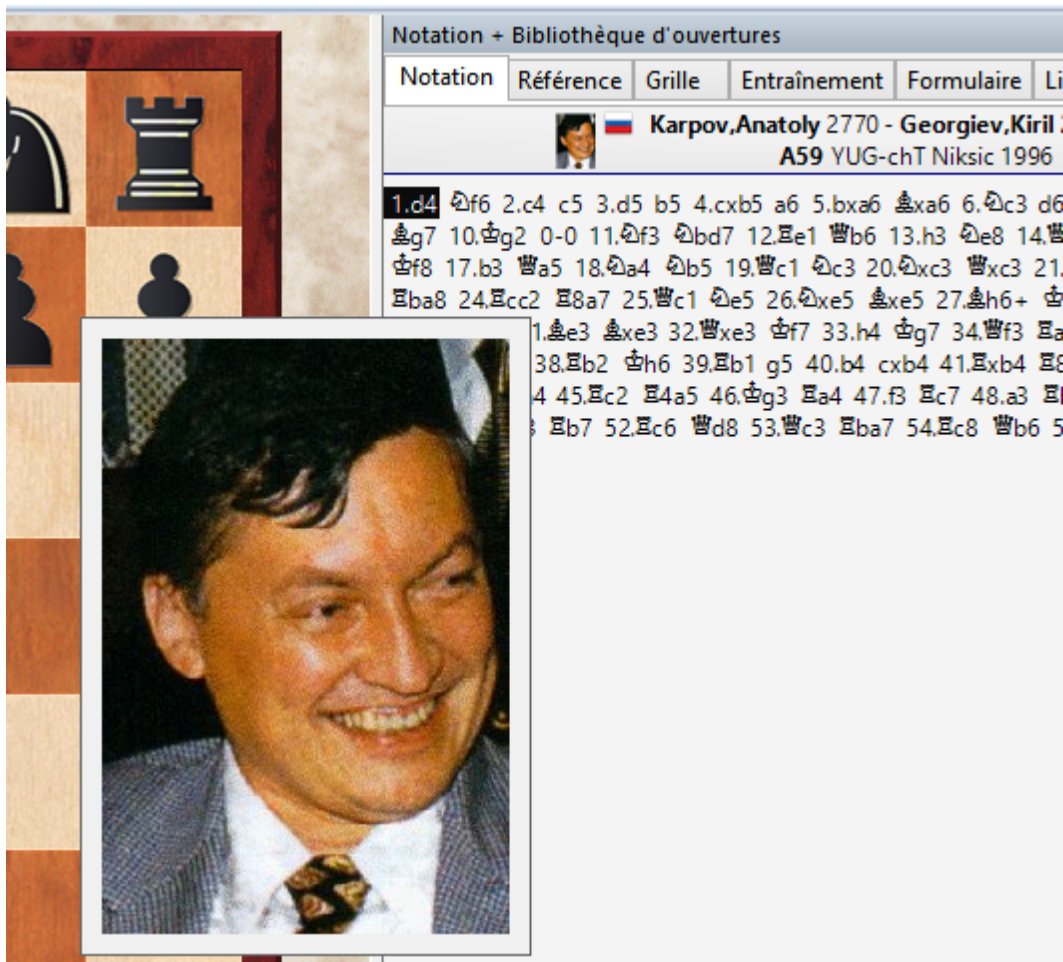 Notation + Bibliothèque d'ouvertures
Notation Référence Grille Entraînement Formulaire
Karpov,Anatoly 2770 - Georgiev,Kiril
A59 YUG-chT Niksic 1996
1.d4 ♘f6 2.c4 c5 3.d5 b5 4.cxb5 a6 5.bxa6 ♗xa6 6.♘c3 d6
♗g7 10.♔g2 0-0 11.♘f3 ♘bd7 12.♖e1 ♕b6 13.h3 ♘e8 14.♕
♔f8 17.b3 ♕a5 18.♘a4 ♘b5 19.♕c1 ♘c3 20.♘xc3 ♕xc3 21.
♖ba8 24.♖cc2 ♖8a7 25.♕c1 ♘e5 26.♘xe5 ♗xe5 27.♗h6+ ♔
1.♗e3 ♗xe3 32.♕xe3 ♔f7 33.h4 ♔g7 34.♕f3 ♖a
38.♖b2 ♔h6 39.♖b1 g5 40.b4 cxb4 41.♖xb4 ♖8
4 45.♖c2 ♖4a5 46.♔g3 ♖a4 47.f3 ♖c7 48.a3 ♖
♖b7 52.♖c6 ♕d8 53.♕c3 ♖ba7 54.♖c8 ♕b6 5